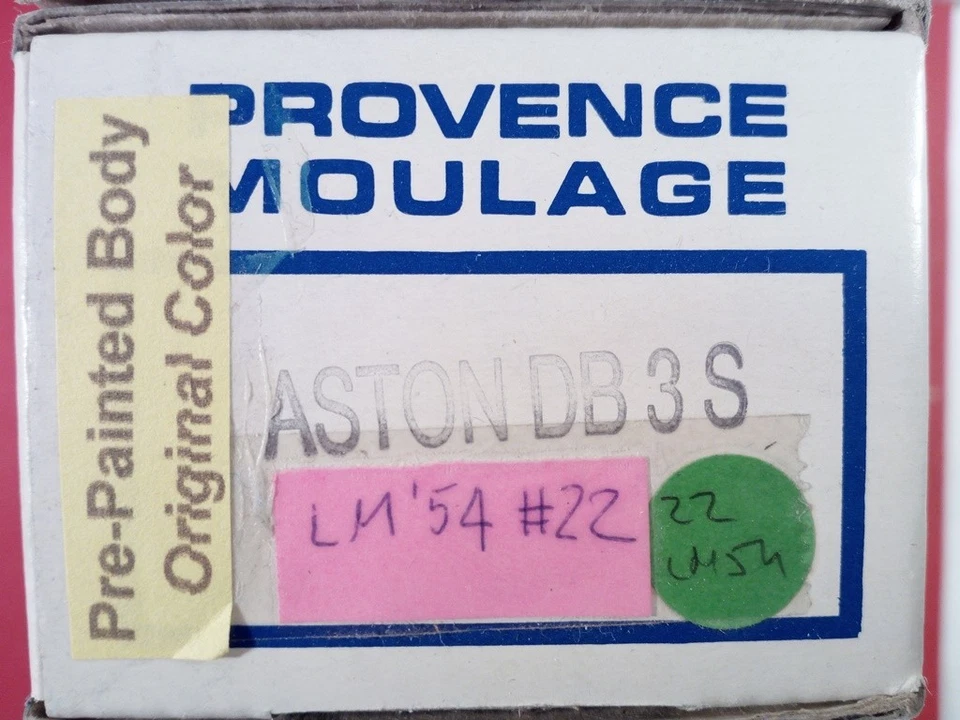 PROVENCE
MOULAGE
Pre-Painted Body
Original Color
ASTON DB 3 S
LM '54 #22
22
LM54